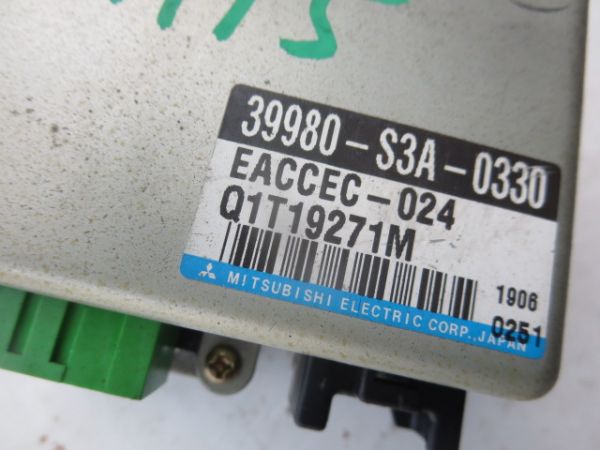 39980-S3A-0330
EACCEC-024
Q1T19271M
1906
0251
MITSUBISHI ELECTRIC CORP., JAPAN